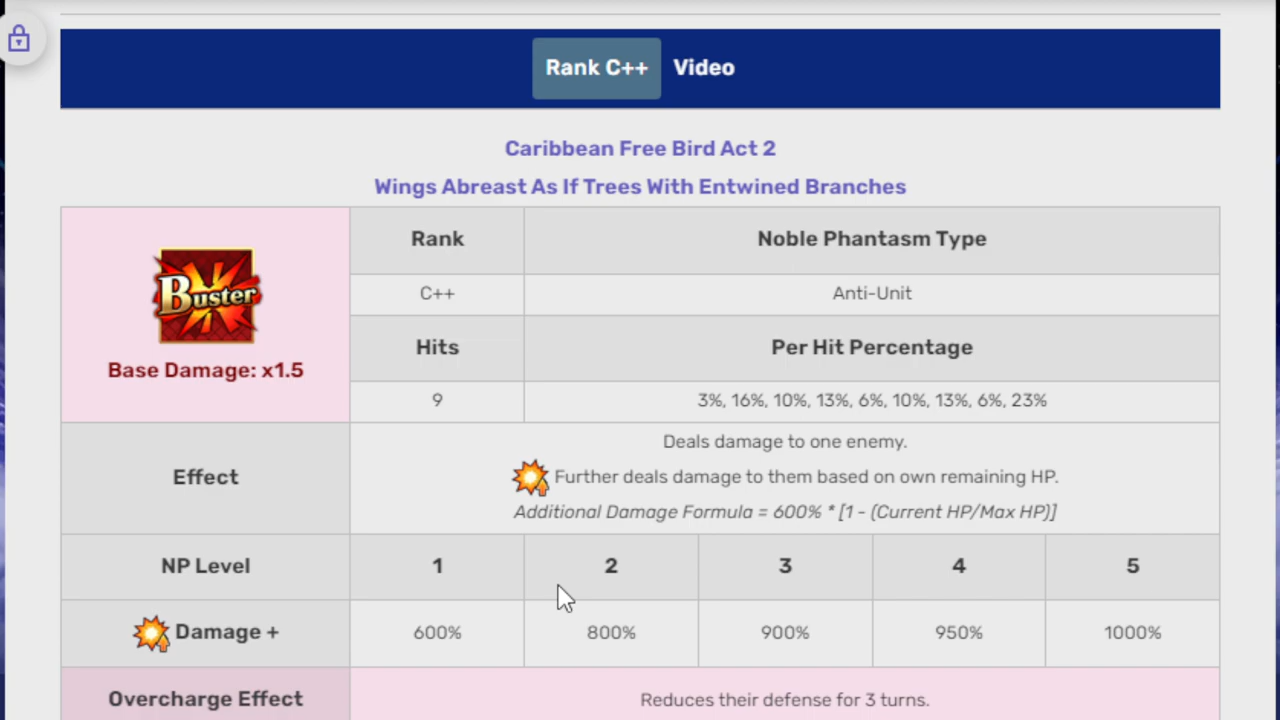 Rank C++ Video
Caribbean Free Bird Act 2
Wings Abreast As If Trees With Entwined Branches
Buster
Base Damage: x1.5
Rank Noble Phantasm Type
C++ Anti-Unit
Hits Per Hit Percentage
9 3%, 16%, 10%, 13%, 6%, 10%, 13%, 6%, 23%
Effect
Deals damage to one enemy.
Further deals damage to them based on own remaining HP.
Additional Damage Formula = 600% * [1 - (Current HP/Max HP)]
NP Level 1 2 3 4 5
Damage + 600% 800% 900% 950% 1000%
Overcharge Effect Reduces their defense for 3 turns.